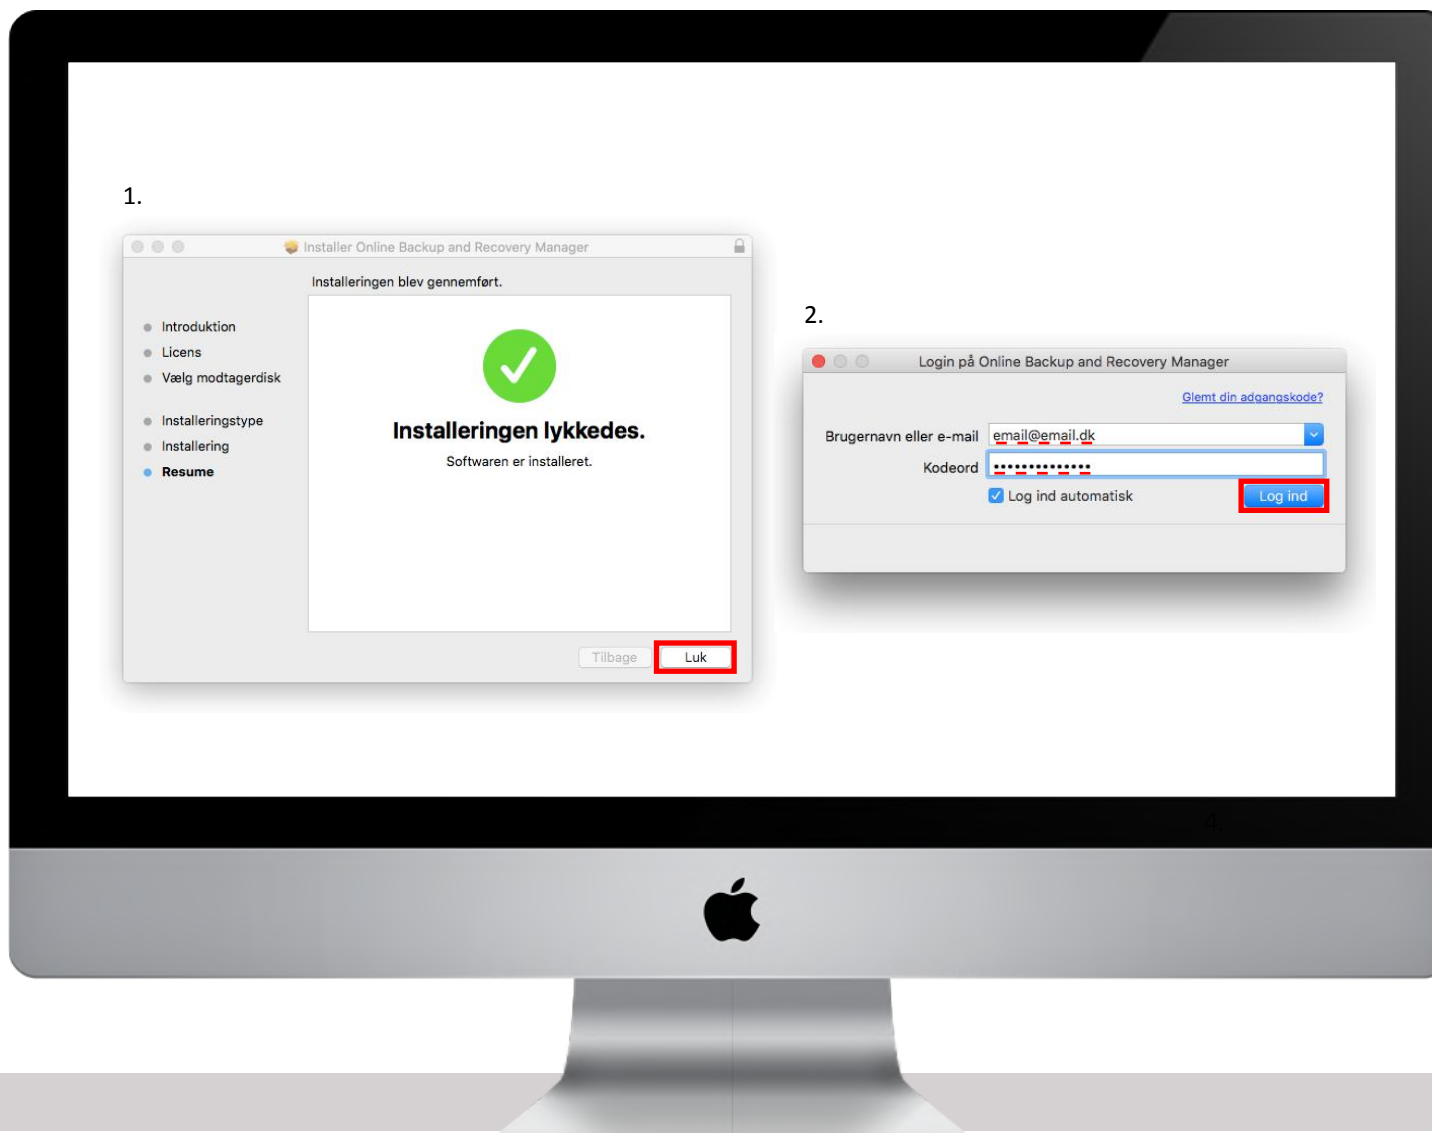 1.
Installer Online Backup and Recovery Manager
Installeringen blev gennemført.
Introduktion
Licens
Vælg modtagerdisk
Installeringstype
Installering
Resume
Installeringen lykkedes.
Softwaren er installeret.
Tilbage
Luk
2.
Login på Online Backup and Recovery Manager
Glemt din adgangskode?
Brugernavn eller e-mail email@email.dk
Kodeord ••••••••••••••
Log ind automatisk
Log ind
4.